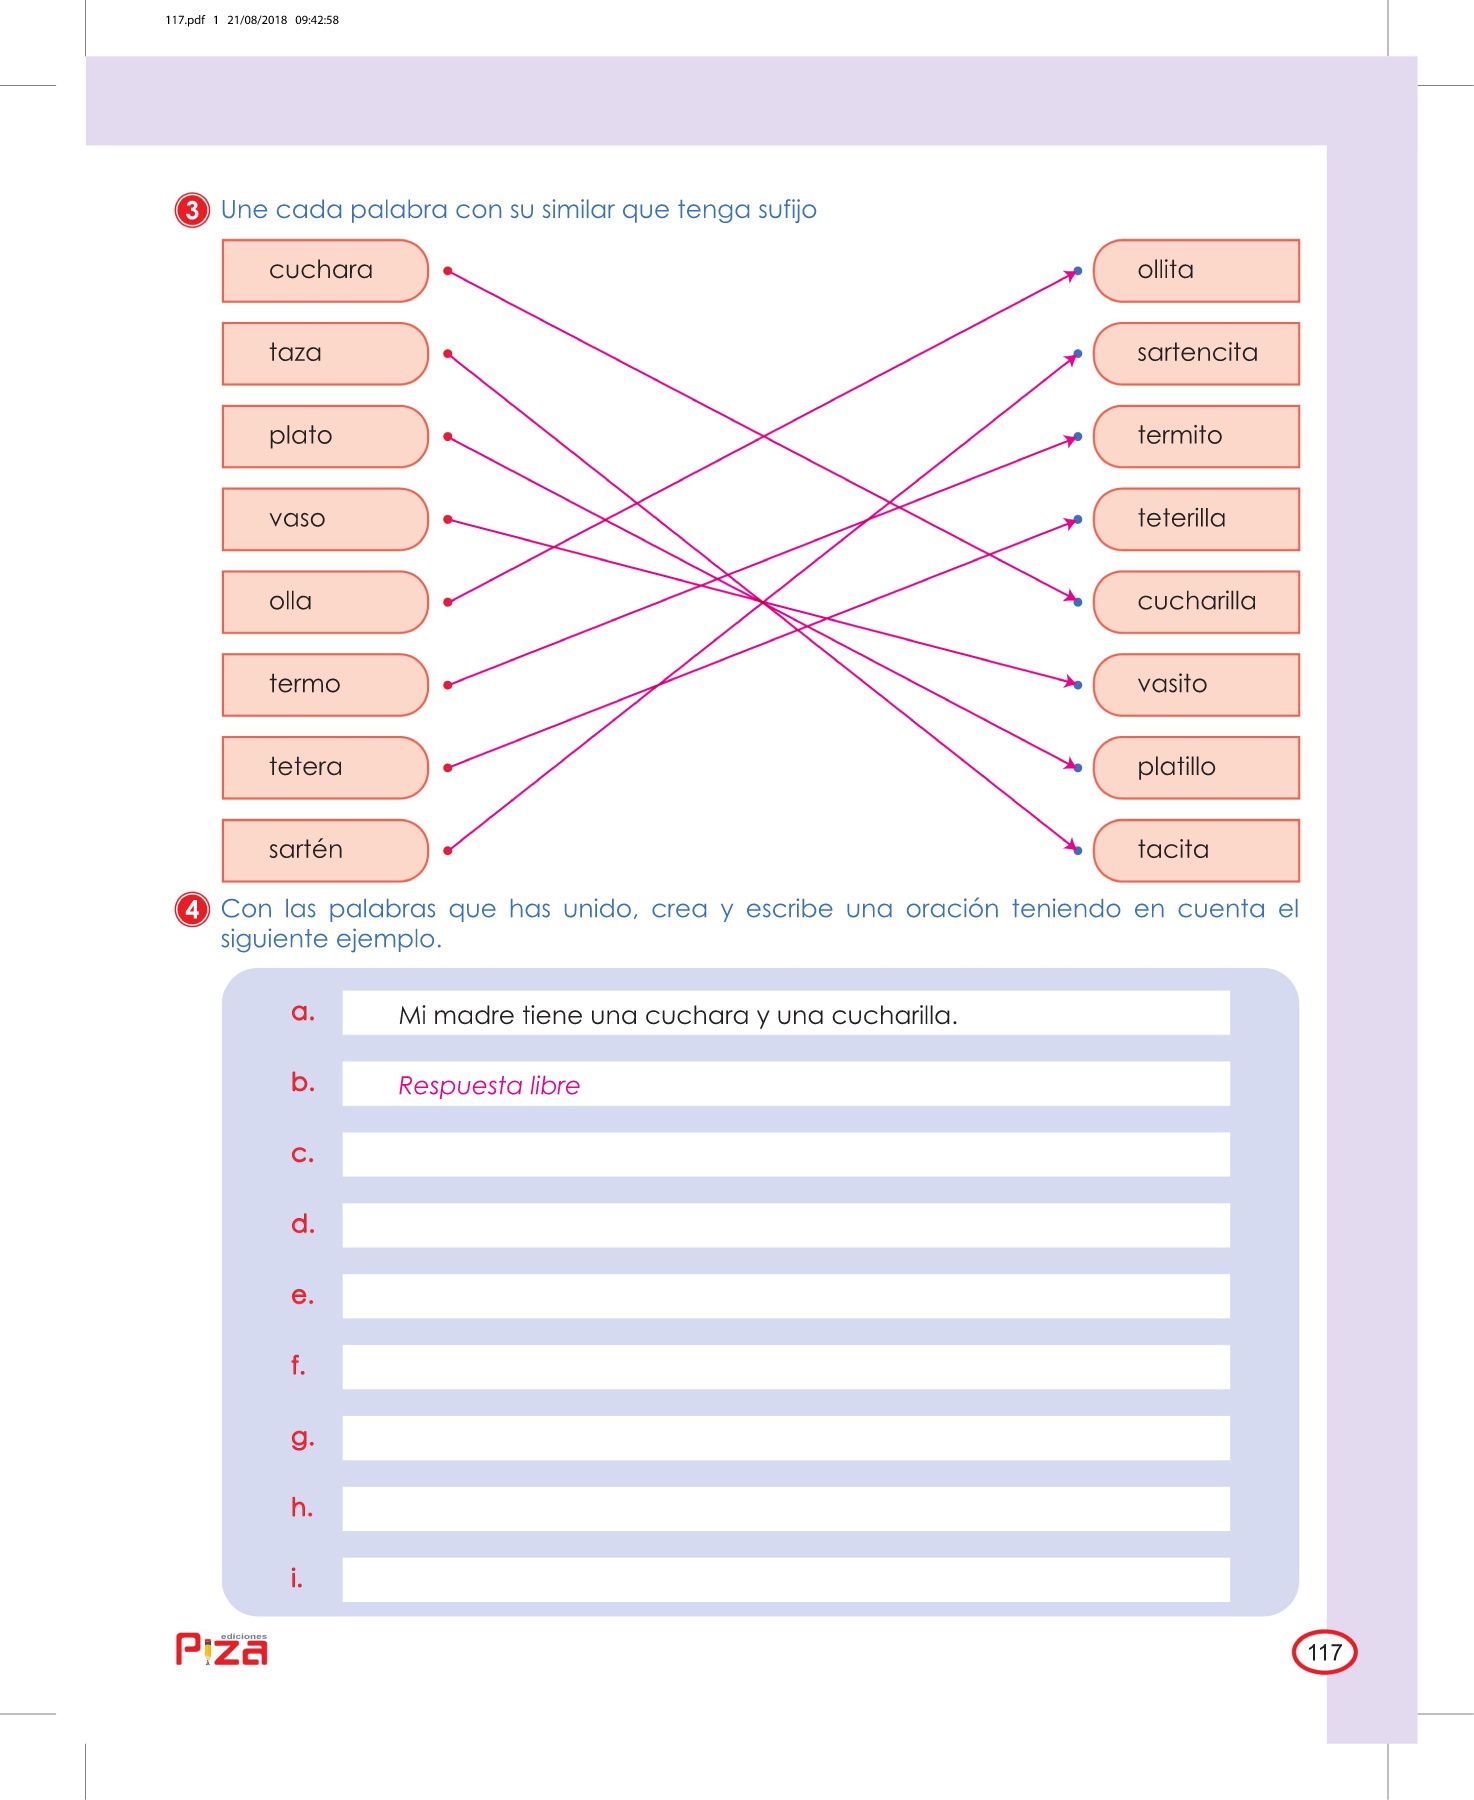 117.pdf 1 21/08/2018 09:42:58
3 Une cada palabra con su similar que tenga sufijo
cuchara
ollita
taza
sartencita
plato
termito
vaso
teterilla
olla
cucharilla
termo
vasito
tetera
platillo
sartén
tacita
4 Con las palabras que has unido, crea y escribe una oración teniendo en cuenta el
siguiente ejemplo.
a. Mi madre tiene una cuchara y una cucharilla.
b. Respuesta libre
c.
d.
e.
f.
g.
h.
i.
ediciones
Piza
117